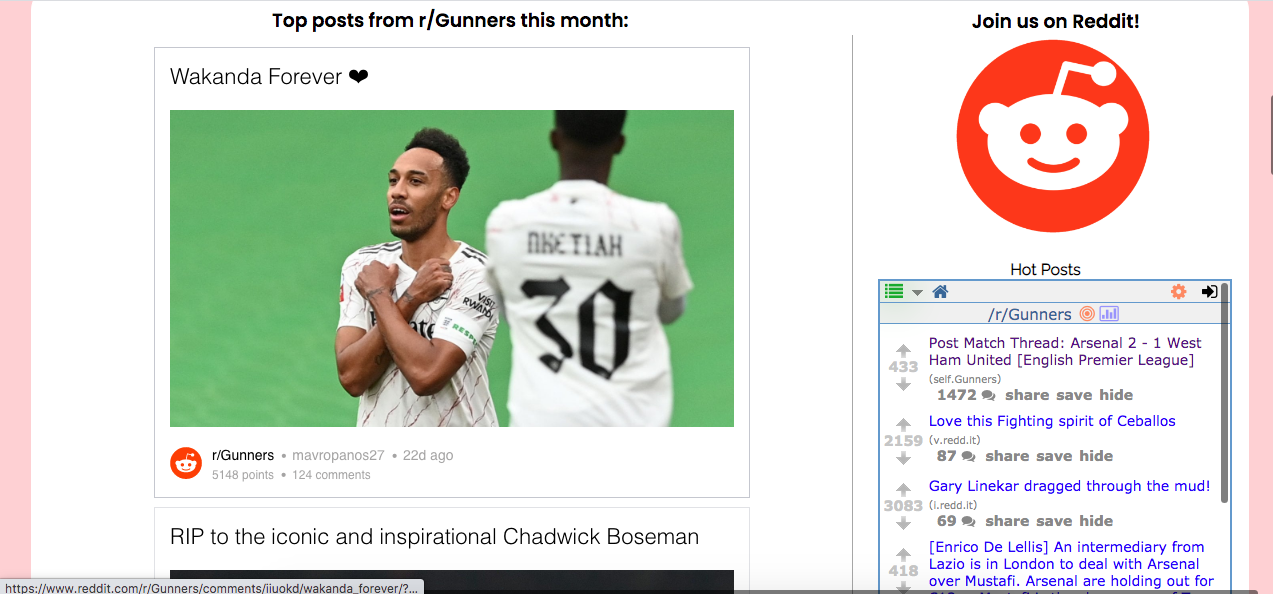 Top posts from r/Gunners this month:
Wakanda Forever ❤
NKETIAH
30
VISIT
RWANDA
RESPE
r/Gunners • mavropanos27 • 22d ago
5148 points • 124 comments
RIP to the iconic and inspirational Chadwick Boseman
https://www.reddit.com/r/Gunners/comments/ijuokd/wakanda_forever/?...
Join us on Reddit!
Hot Posts
/r/Gunners
Post Match Thread: Arsenal 2 - 1 West
Ham United [English Premier League]
433
(self.Gunners)
1472 share save hide
Love this Fighting spirit of Ceballos
2159 (v.redd.it)
87 share save hide
Gary Linekar dragged through the mud!
3083 (i.redd.it)
69 share save hide
[Enrico De Lellis] An intermediary from
Lazio is in London to deal with Arsenal
418
over Mustafi. Arsenal are holding out for